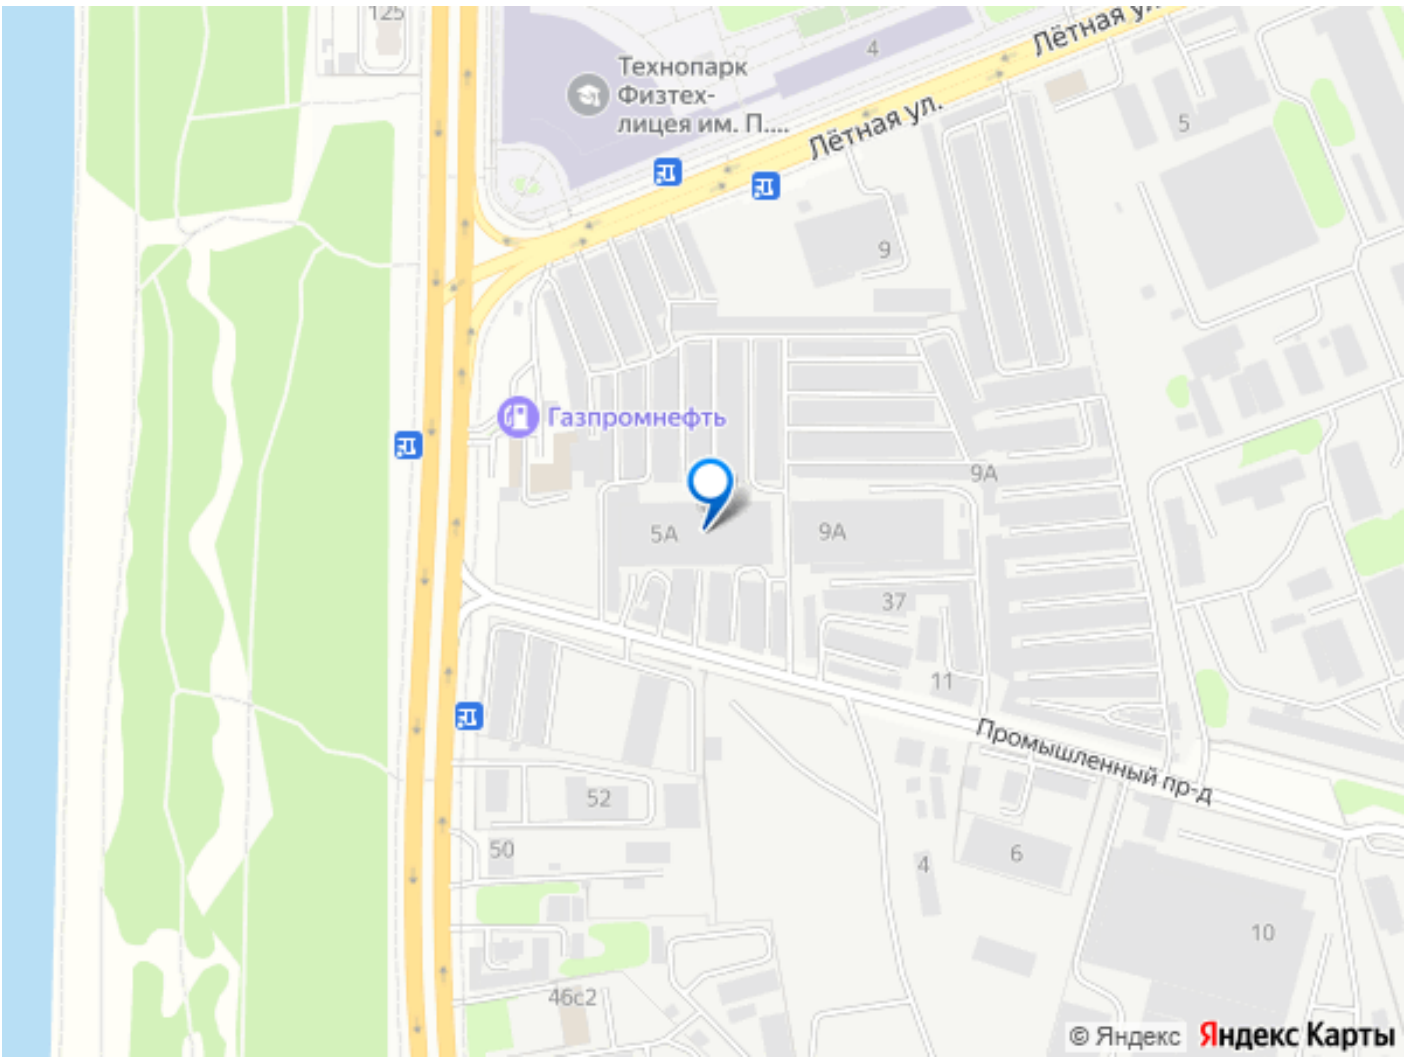 125
4
Лётная ул.
Технопарк
Физтех-
лицея им. П....
Лётная ул.
5
9
Газпромнефть
9А
5А
9А
37
11
Промышленный пр-д
52
50
4
6
10
46с2
© Яндекс Яндекс Карты